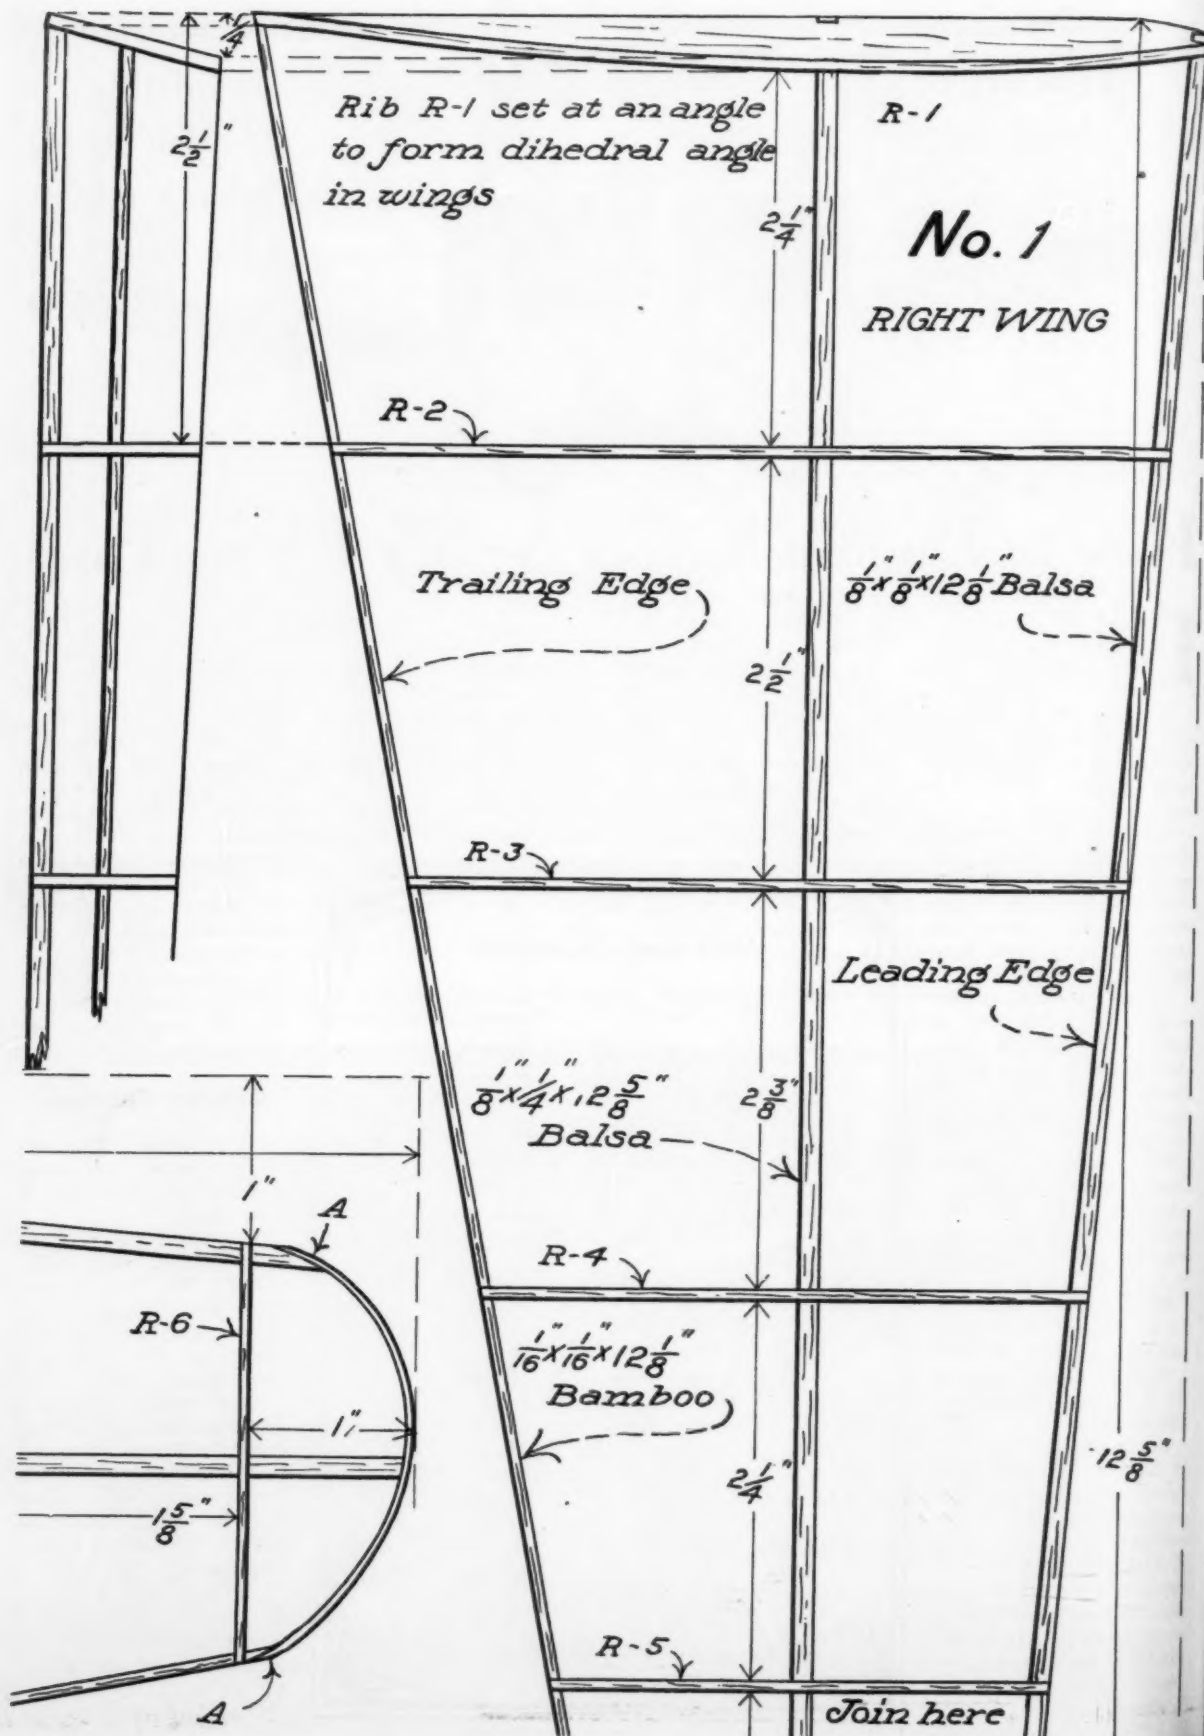 1/4
2 1/2"
Rib R-1 set at an angle
to form dihedral angle
in wings
R-1
2 1/4"
No. 1
RIGHT WING
R-2
Trailing Edge
1/8" x 1/8" x 12 1/8" Balsa
2 1/2"
R-3
Leading Edge
1/8" x 1/4" x 12 5/8"
Balsa
2 3/8"
1"
A
R-4
R-6
1/16" x 1/16" x 12 1/8"
Bamboo
1"
2 1/4"
12 5/8"
1 5/8"
R-5
A
Join here